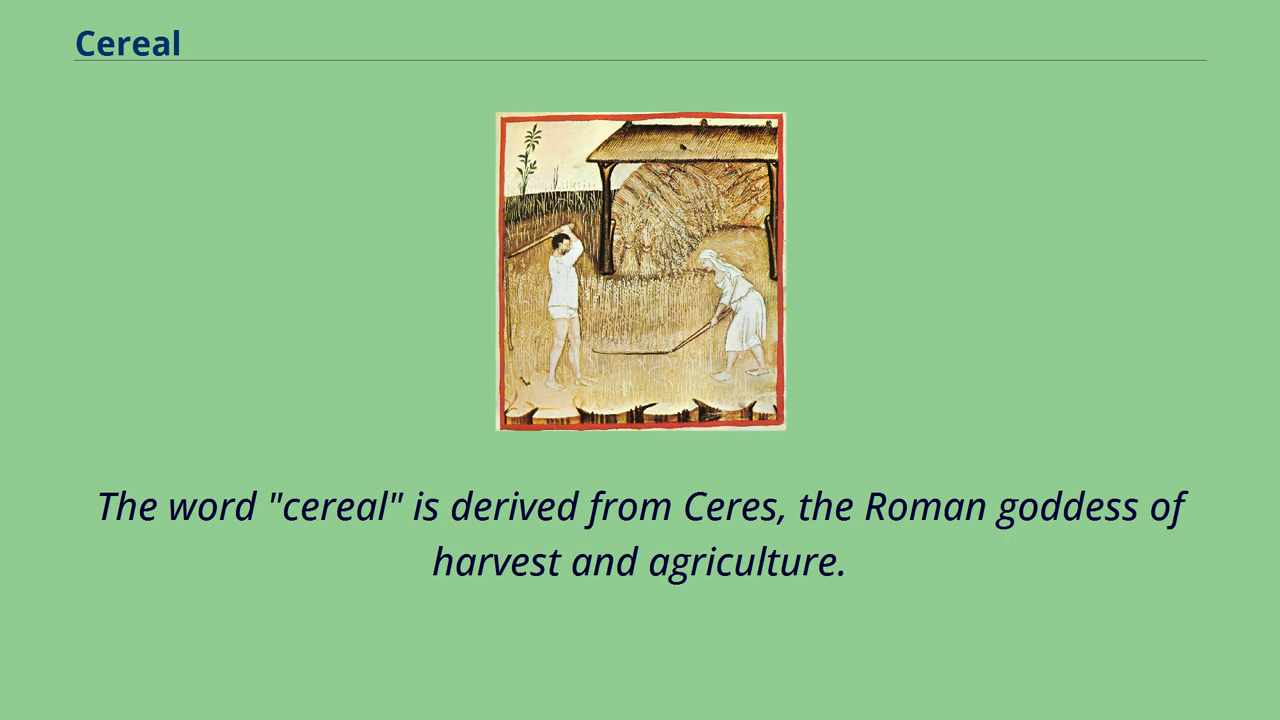 Cereal
The word "cereal" is derived from Ceres, the Roman goddess of
harvest and agriculture.